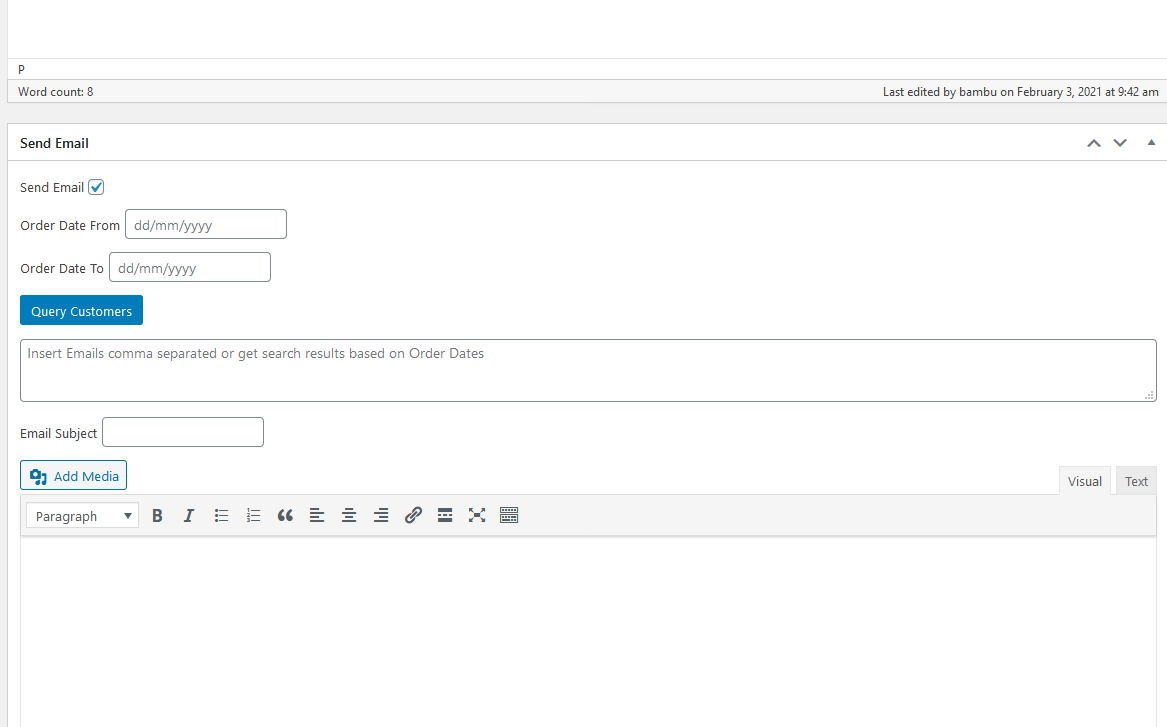 P
Word count: 8
Last edited by bambu on February 3, 2021 at 9:42 am
Send Email
Send Email
Order Date From dd/mm/yyyy
Order Date To dd/mm/yyyy
Query Customers
Insert Emails comma separated or get search results based on Order Dates
Email Subject
Add Media
Visual Text
Paragraph B I